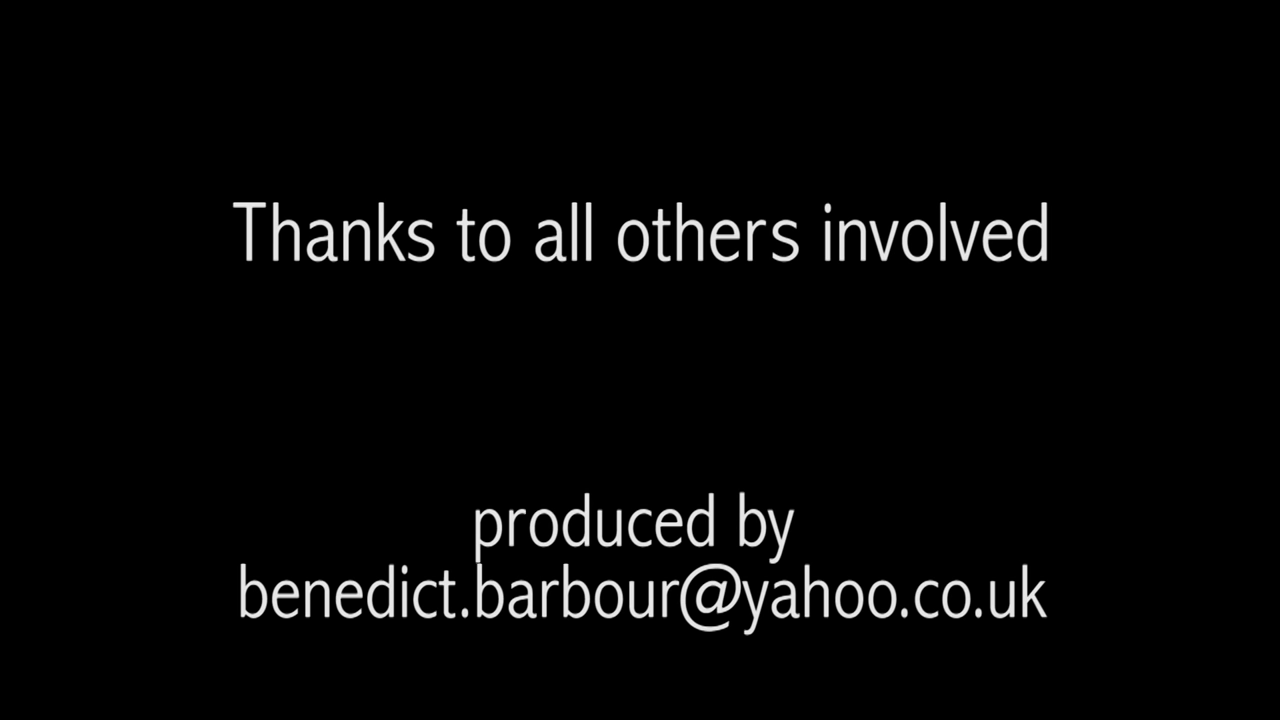 Thanks to all others involved
produced by
benedict.barbour@yahoo.co.uk